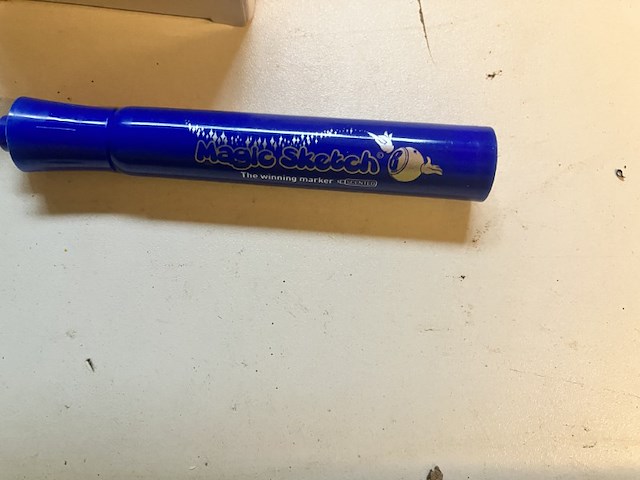 Magic Sketch®
The winning marker SCENTED